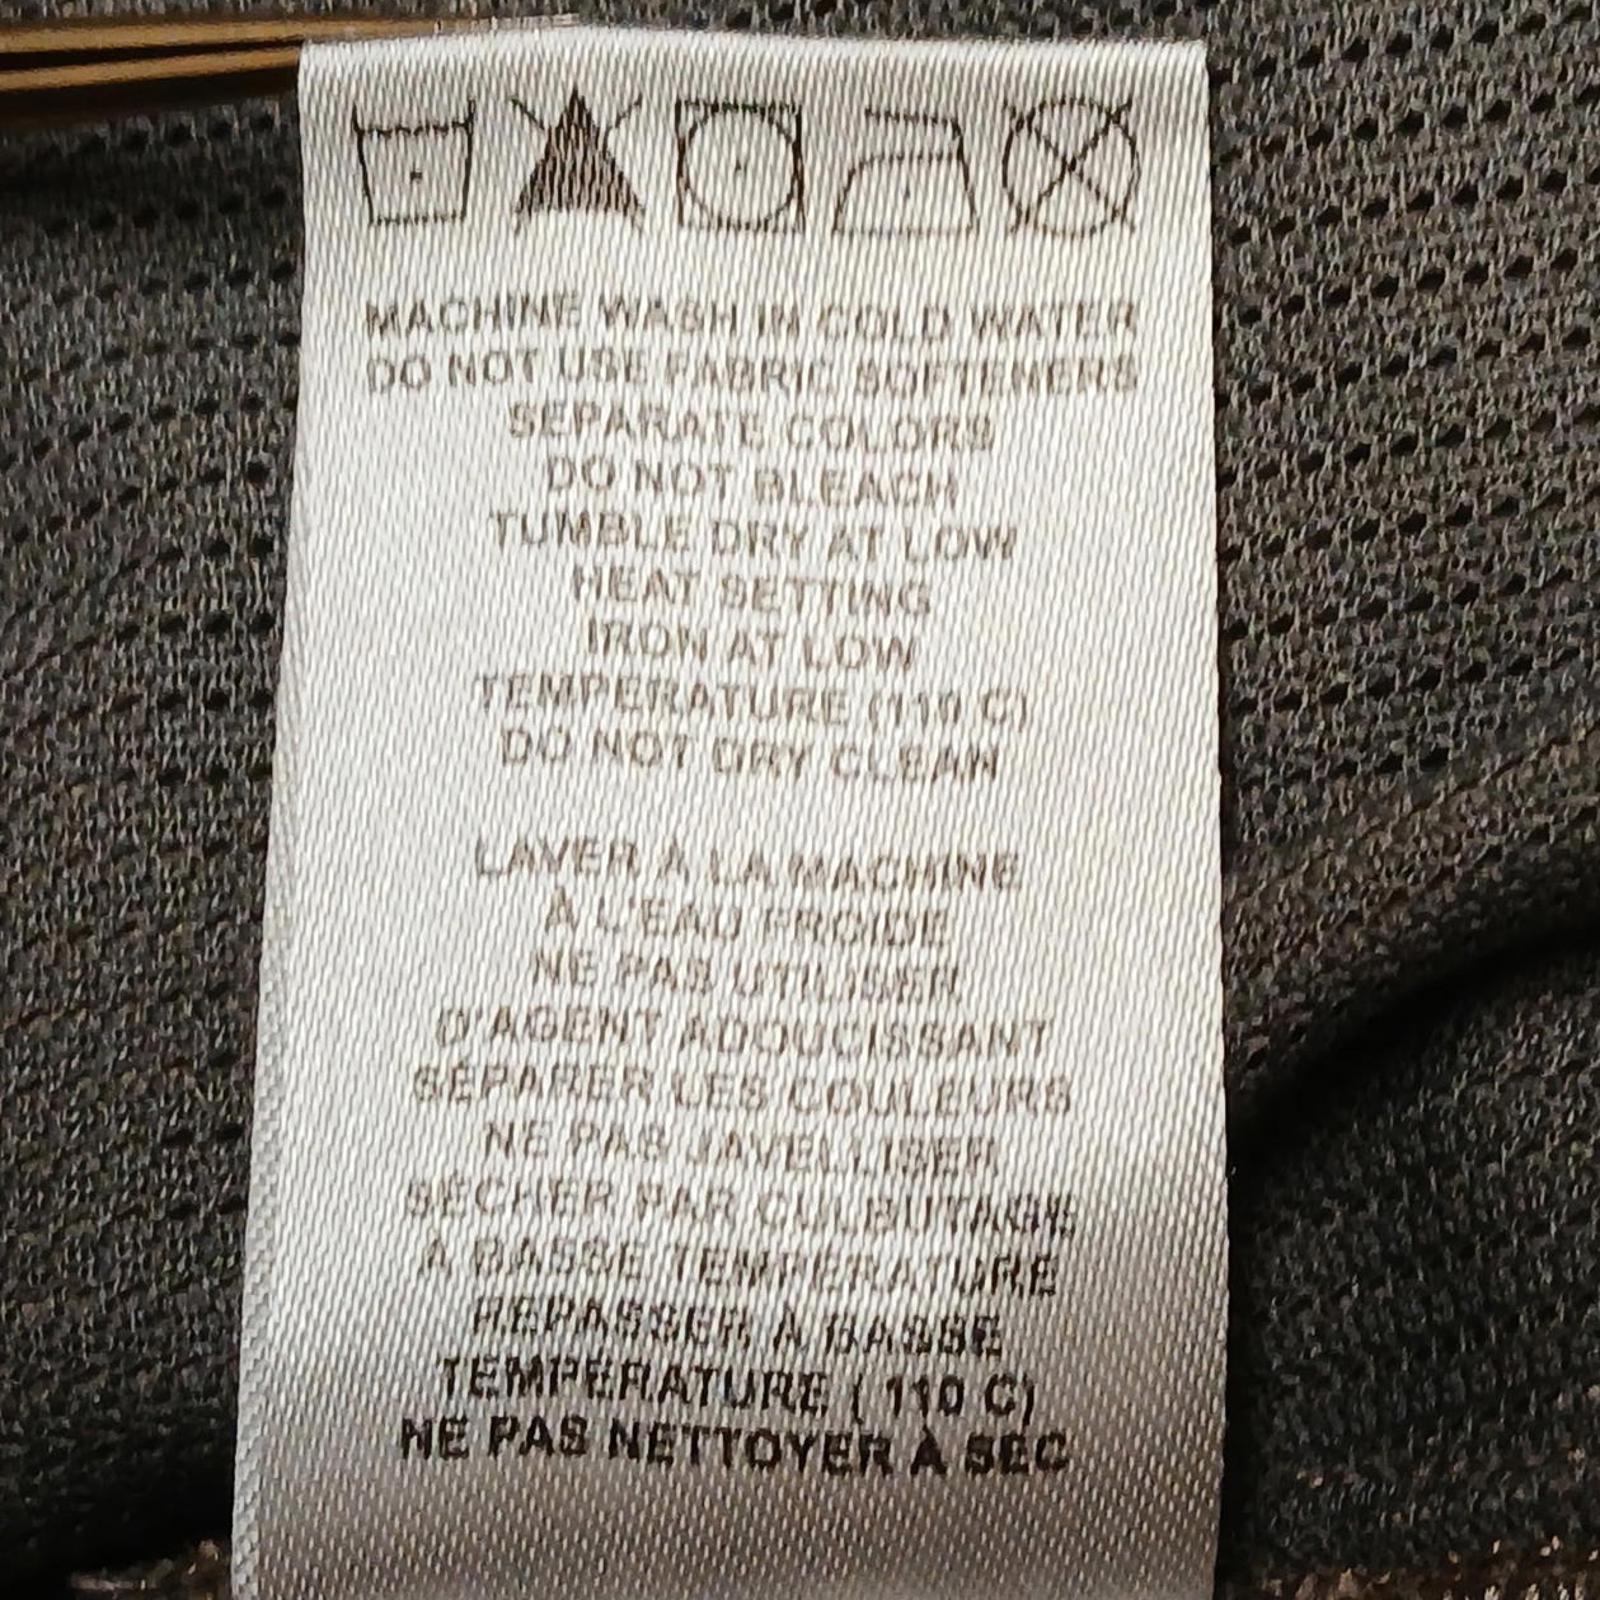 MACHINE WASH IN COLD WATER
DO NOT USE FABRIC SOFTENERS
SEPARATE COLORS
DO NOT BLEACH
TUMBLE DRY AT LOW
HEAT SETTING
IRON AT LOW
TEMPERATURE (110 C)
DO NOT DRY CLEAN
LAVER À LA MACHINE
À L'EAU FROIDE
NE PAS UTILISER
D'AGENT ADOUCISSANT
SÉPARER LES COULEURS
NE PAS JAVELLISER
SÉCHER PAR CULBUTAGE
À BASSE TEMPÉRATURE
REPASSER À BASSE
TEMPÉRATURE ( 110 C)
NE PAS NETTOYER À SEC